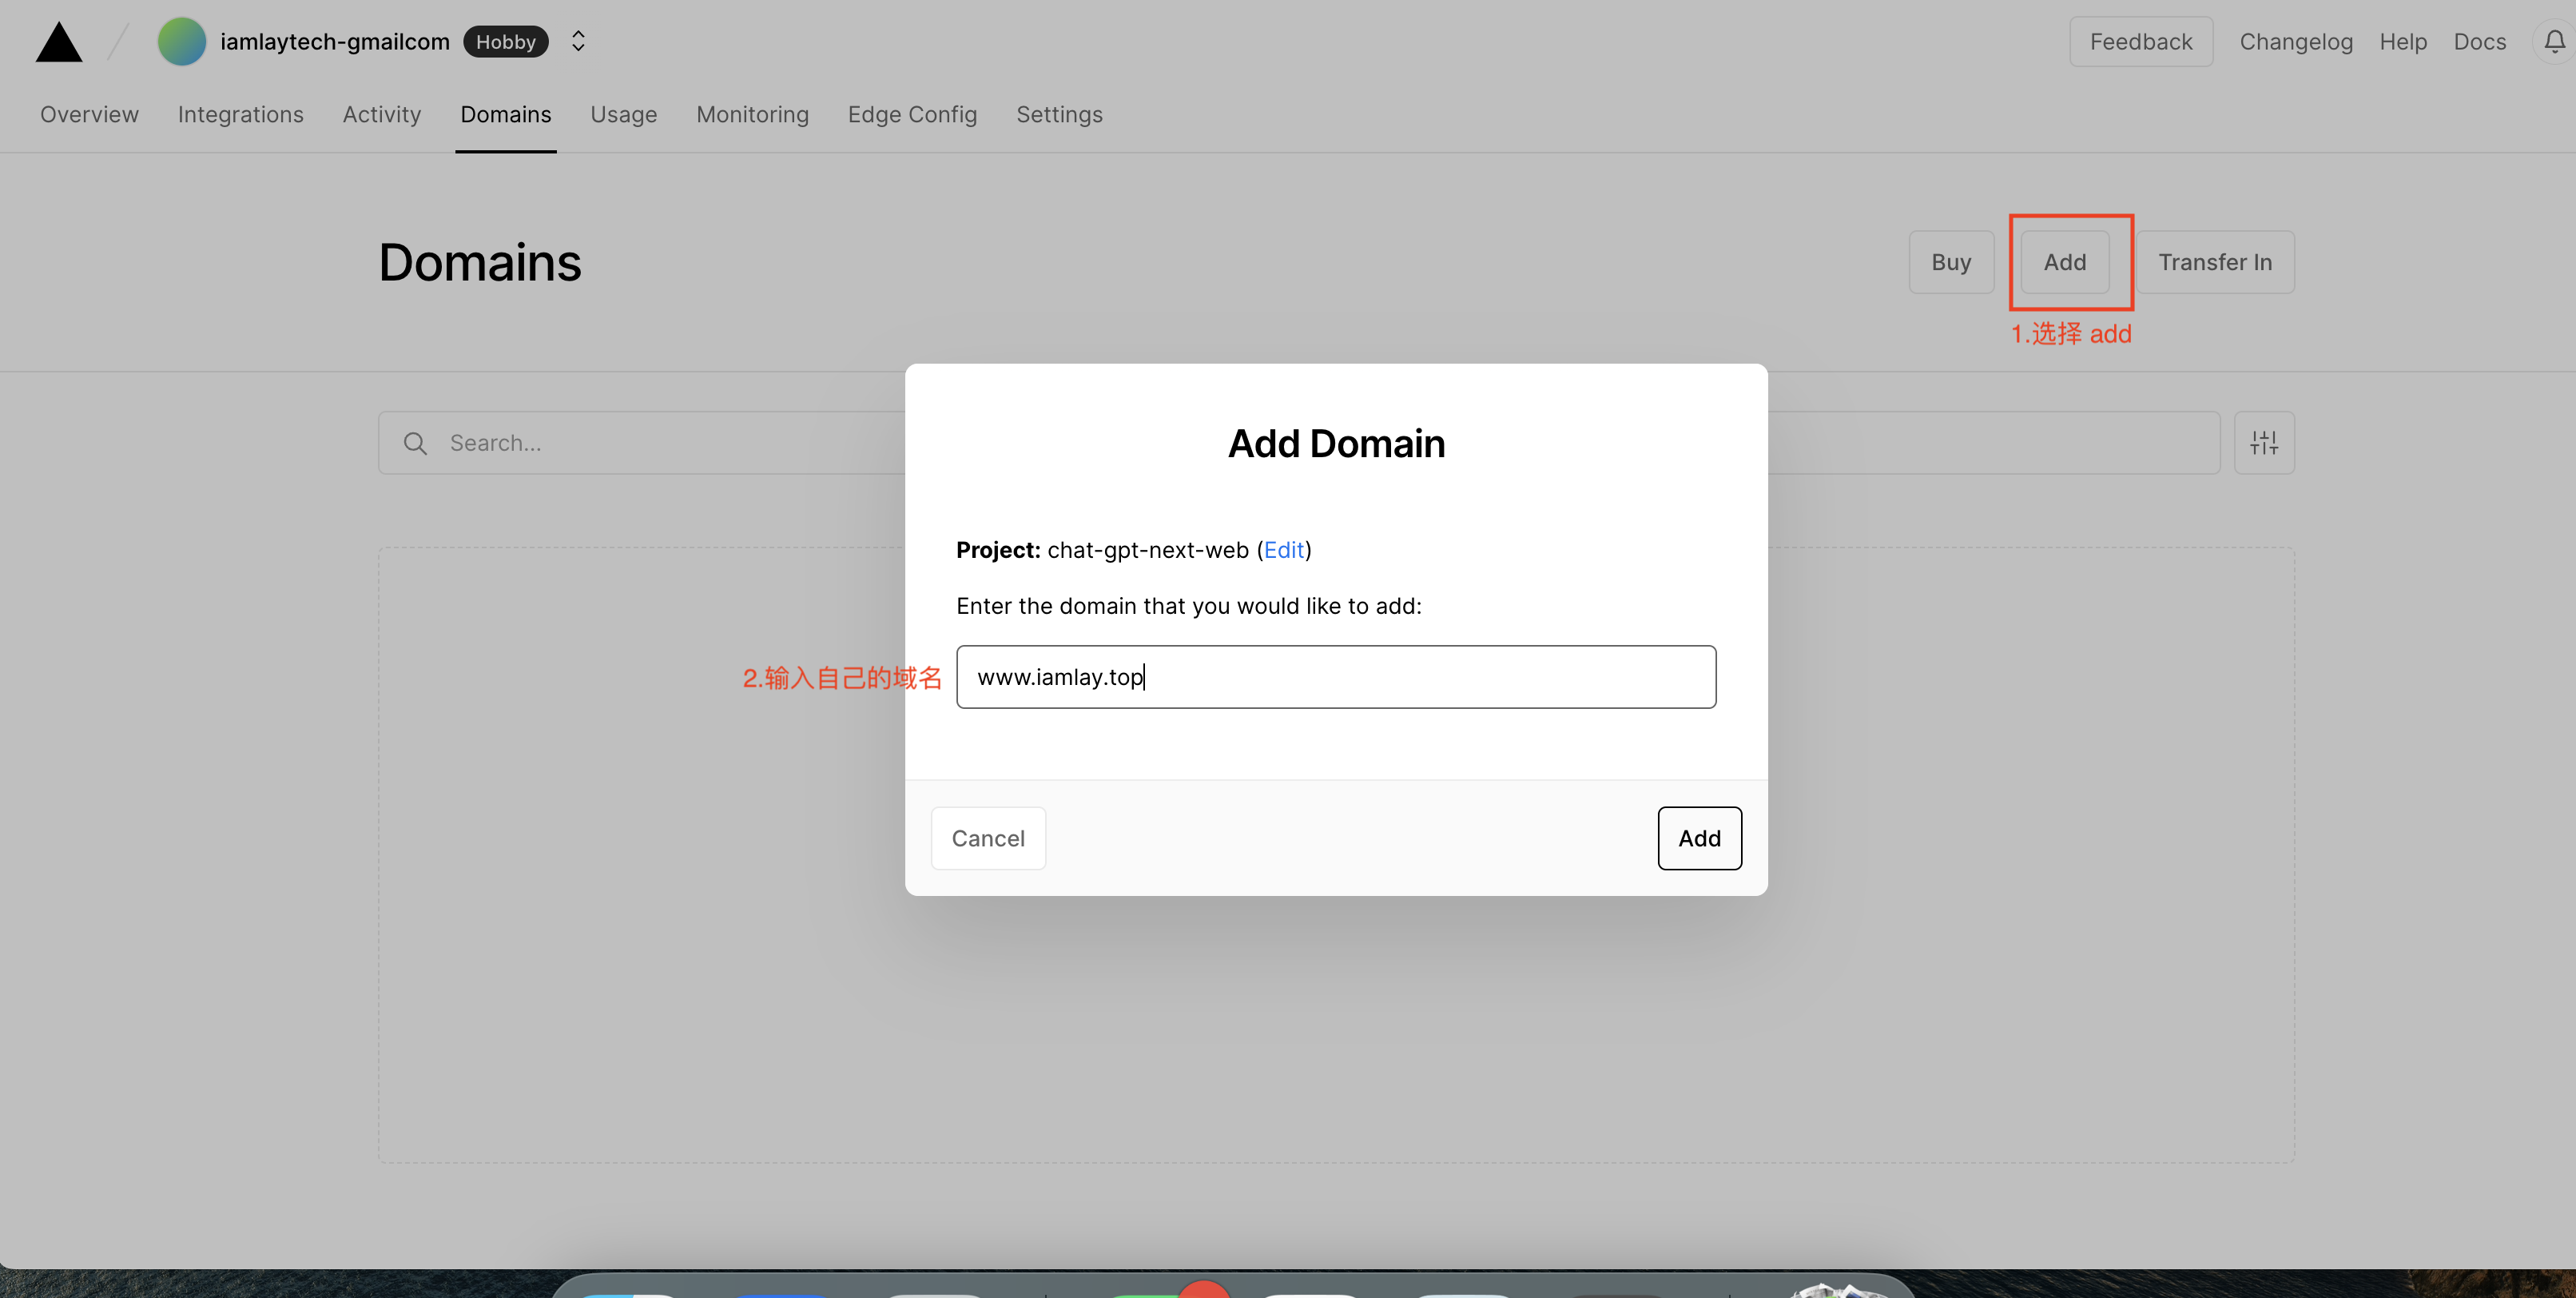 iamlaytech-gmailcom Hobby
Feedback Changelog Help Docs
Overview Integrations Activity Domains Usage Monitoring Edge Config Settings
Domains
Buy Add Transfer In
1.选择 add
Search...
Add Domain
Project: chat-gpt-next-web (Edit)
Enter the domain that you would like to add:
2.输入自己的域名
www.iamlay.top
Cancel Add